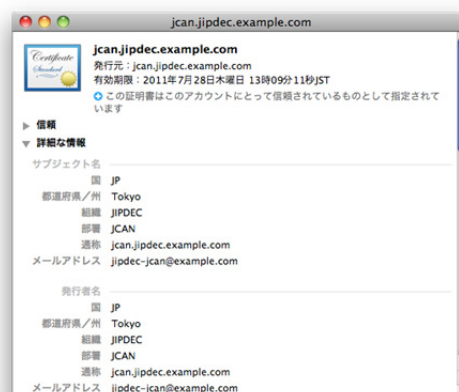 jcan.jipdec.example.com
Certificate
Standard
jcan.jipdec.example.com
発行元：jcan.jipdec.example.com
有効期限：2011年7月28日木曜日 13時09分11秒JST
この証明書はこのアカウントにとって信頼されているものとして指定されて
います
信頼
詳細な情報
サブジェクト名
国 JP
都道府県／州 Tokyo
組織 JIPDEC
部署 JCAN
通称 jcan.jipdec.example.com
メールアドレス jipdec-jcan@example.com
発行者名
国 JP
都道府県／州 Tokyo
組織 JIPDEC
部署 JCAN
通称 jcan.jipdec.example.com
メールアドレス jipdec-jcan@example.com